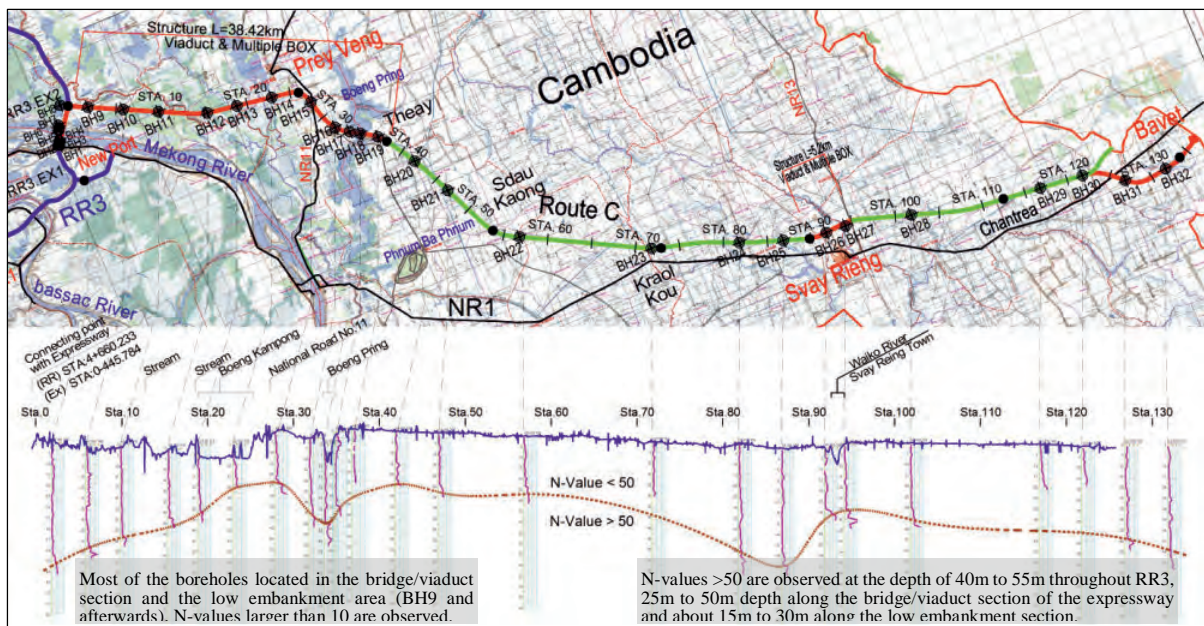 Structure L=38.42km
Viaduct & Multiple BOX
Prey Veng
Cambodia
Boeng Pring
NR13
Bavet
RR3 EX2
STA. 10
STA. 20
Theay
BH9
BH10
BH11
BH12
BH13
BH14
BH15
BH19
New Port
Mekong River
NR1
BH20
BH21
STA. 50
Sdau
Kaong
Route C
Structure L=5.2km
Viaduct & Multiple BOX
STA. 120
STA. 130
STA. 110
STA. 100
RR3 EX1
RR3
BH30
BH29
BH31
BH32
STA. 60
STA. 70
STA. 80
STA. 90
Chantrea
BH28
BH27
BH26
BH25
BH24
BH23
BH22
Phnum Ba Phnum
Kraol
Kou
Svay Rieng
NR1
bassac River
Connecting point
with Expressway
(RR) STA:4+660.233
(Ex) STA:0-445.784
Stream
Stream
Boeng Kampong
National Road No.11
Boeng Pring
Waiko River
Svay Reing Town
Sta.0 Sta.10 Sta.20 Sta.30 Sta.40 Sta.50 Sta.60 Sta.70 Sta.80 Sta.90 Sta.100 Sta.110 Sta.120 Sta.130
N-Value < 50
N-Value > 50
Most of the boreholes located in the bridge/viaduct
section and the low embankment area (BH9 and
afterwards). N-values larger than 10 are observed.
N-values >50 are observed at the depth of 40m to 55m throughout RR3,
25m to 50m depth along the bridge/viaduct section of the expressway
and about 15m to 30m along the low embankment section.